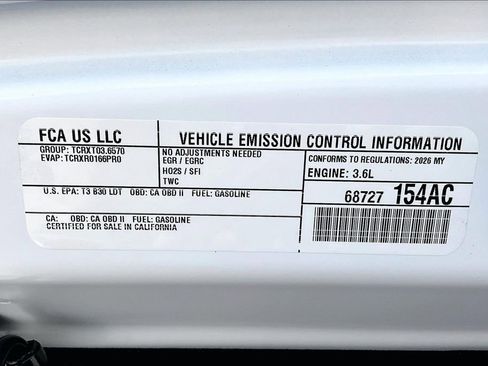 FCA US LLC
VEHICLE EMISSION CONTROL INFORMATION
GROUP: TCRXT03.6570
EVAP: TCRXR0166PR0
NO ADJUSTMENTS NEEDED
EGR / EGRC
HO2S / SFI
TWC
CONFORMS TO REGULATIONS: 2026 MY
ENGINE: 3.6L
U.S. EPA: T3 B30 LDT OBD: CA OBD II FUEL: GASOLINE
68727 154AC
CA: OBD: CA OBD II FUEL: GASOLINE
CERTIFIED FOR SALE IN CALIFORNIA